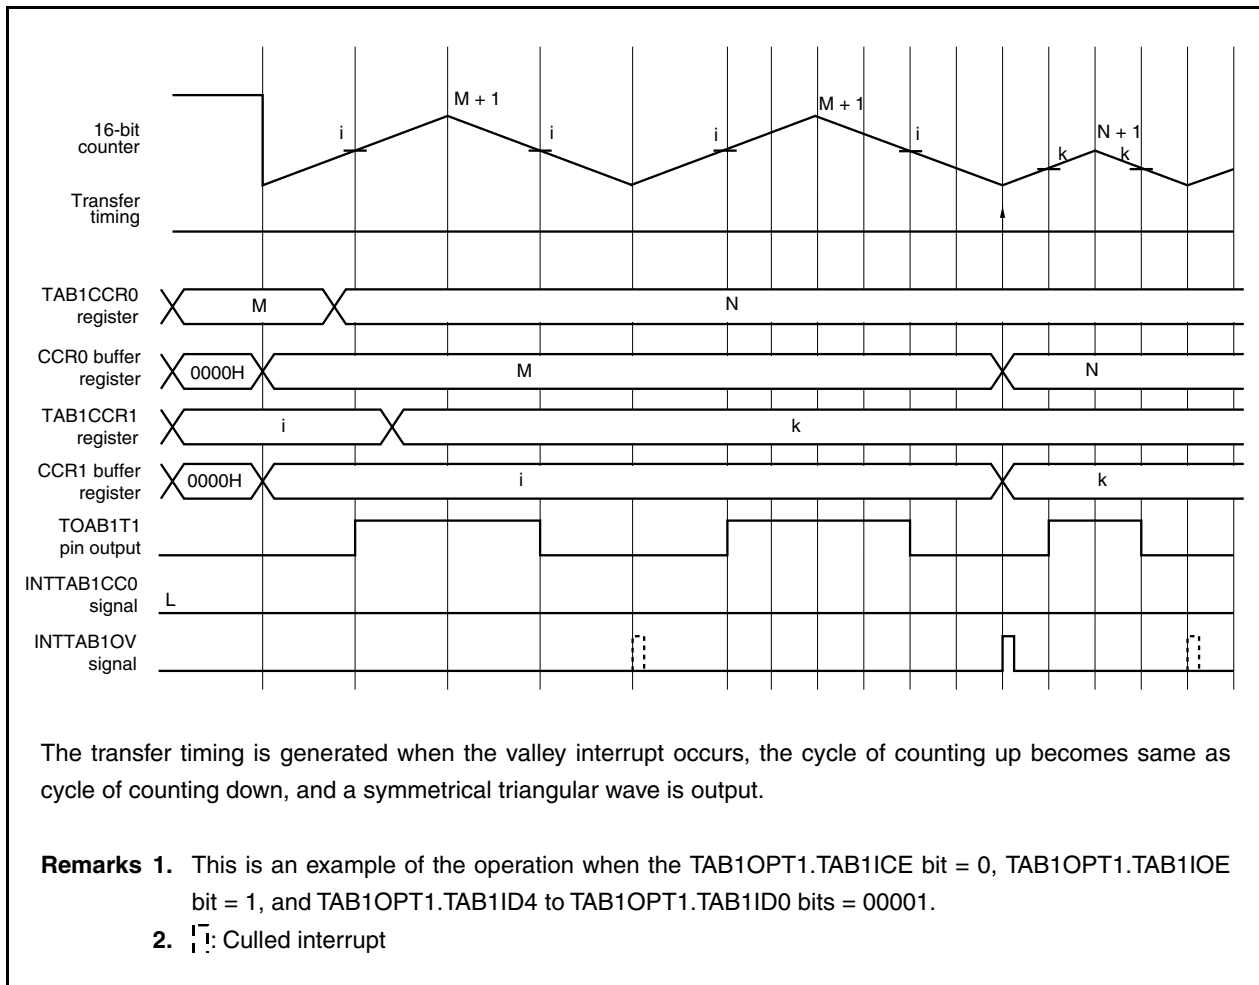 M + 1
M + 1
N + 1
i
i
i
i
k
k
16-bit
counter
Transfer
timing
TAB1CCR0
register
M
N
CCR0 buffer
register
0000H
M
N
TAB1CCR1
register
i
k
CCR1 buffer
register
0000H
i
k
TOAB1T1
pin output
INTTAB1CC0
signal
L
INTTAB1OV
signal
The transfer timing is generated when the valley interrupt occurs, the cycle of counting up becomes same as
cycle of counting down, and a symmetrical triangular wave is output.
Remarks 1. This is an example of the operation when the TAB1OPT1.TAB1ICE bit = 0, TAB1OPT1.TAB1IOE
bit = 1, and TAB1OPT1.TAB1ID4 to TAB1OPT1.TAB1ID0 bits = 00001.
2. : Culled interrupt